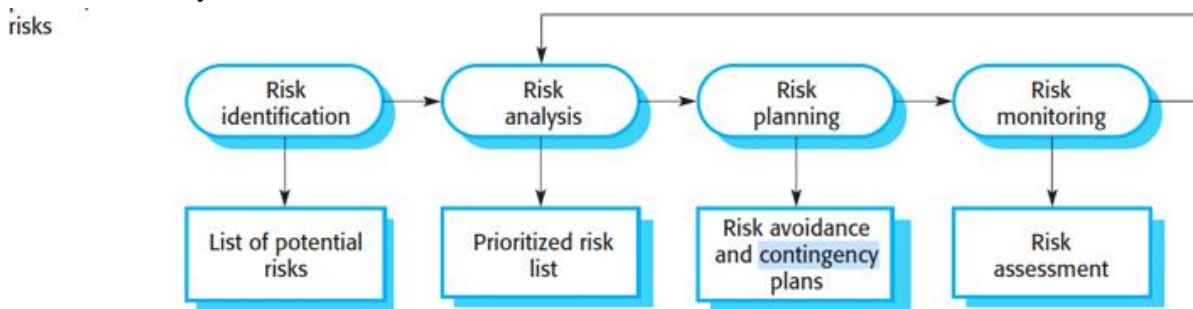 risks
Risk
identification
Risk
analysis
Risk
planning
Risk
monitoring
List of potential
risks
Prioritized risk
list
Risk avoidance
and contingency
plans
Risk
assessment